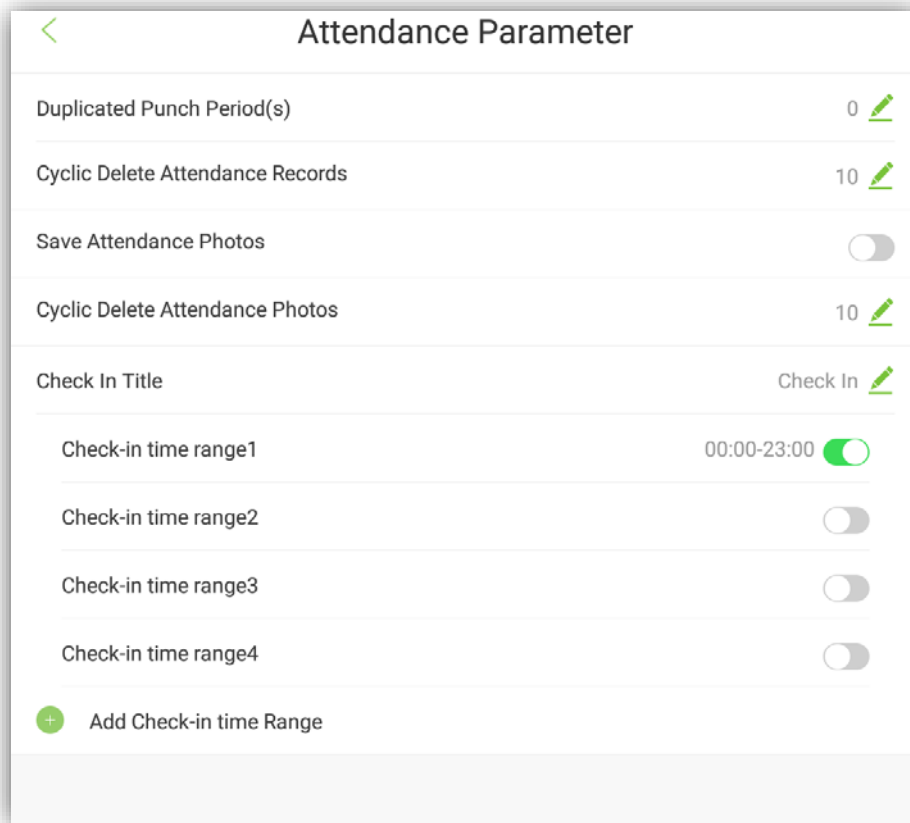 Attendance Parameter
Duplicated Punch Period(s) 0
Cyclic Delete Attendance Records 10
Save Attendance Photos
Cyclic Delete Attendance Photos 10
Check In Title Check In
Check-in time range1 00:00-23:00
Check-in time range2
Check-in time range3
Check-in time range4
Add Check-in time Range